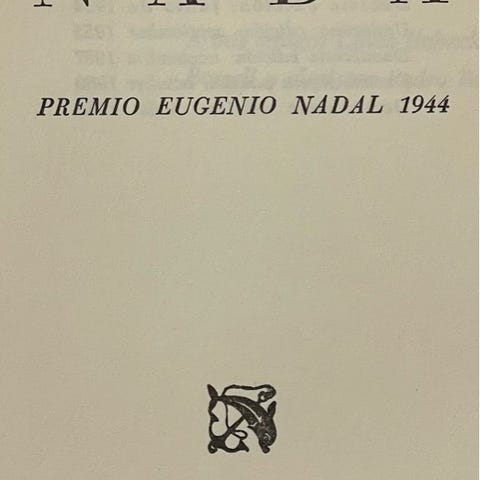 N A D A
PREMIO EUGENIO NADAL 1944